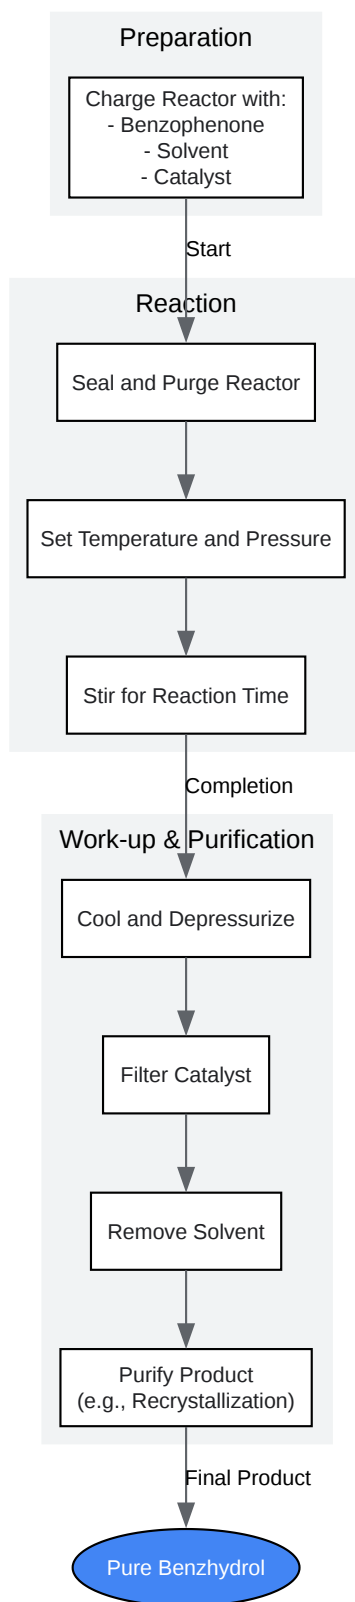 Preparation
Charge Reactor with:
- Benzophenone
- Solvent
- Catalyst
Start
Reaction
Seal and Purge Reactor
Set Temperature and Pressure
Stir for Reaction Time
Completion
Work-up & Purification
Cool and Depressurize
Filter Catalyst
Remove Solvent
Purify Product
(e.g., Recrystallization)
Final Product
Pure Benzhydrol